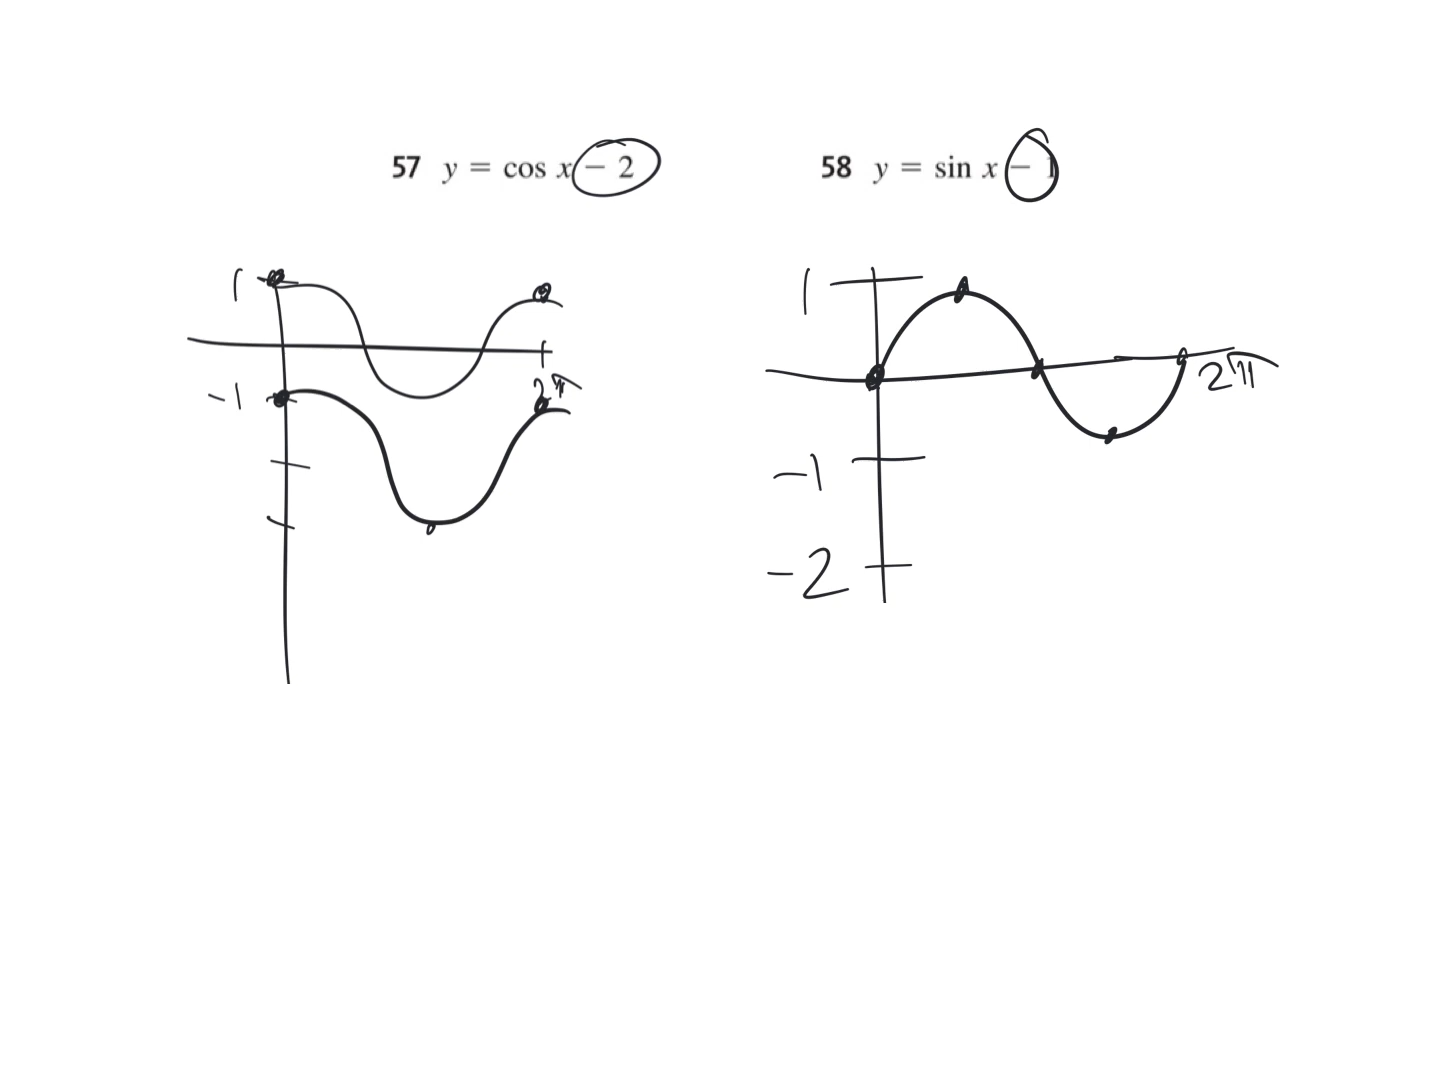 57 y = cos x − 2
58 y = sin x − 1
1
-1
2π
1
2π
-1
-2